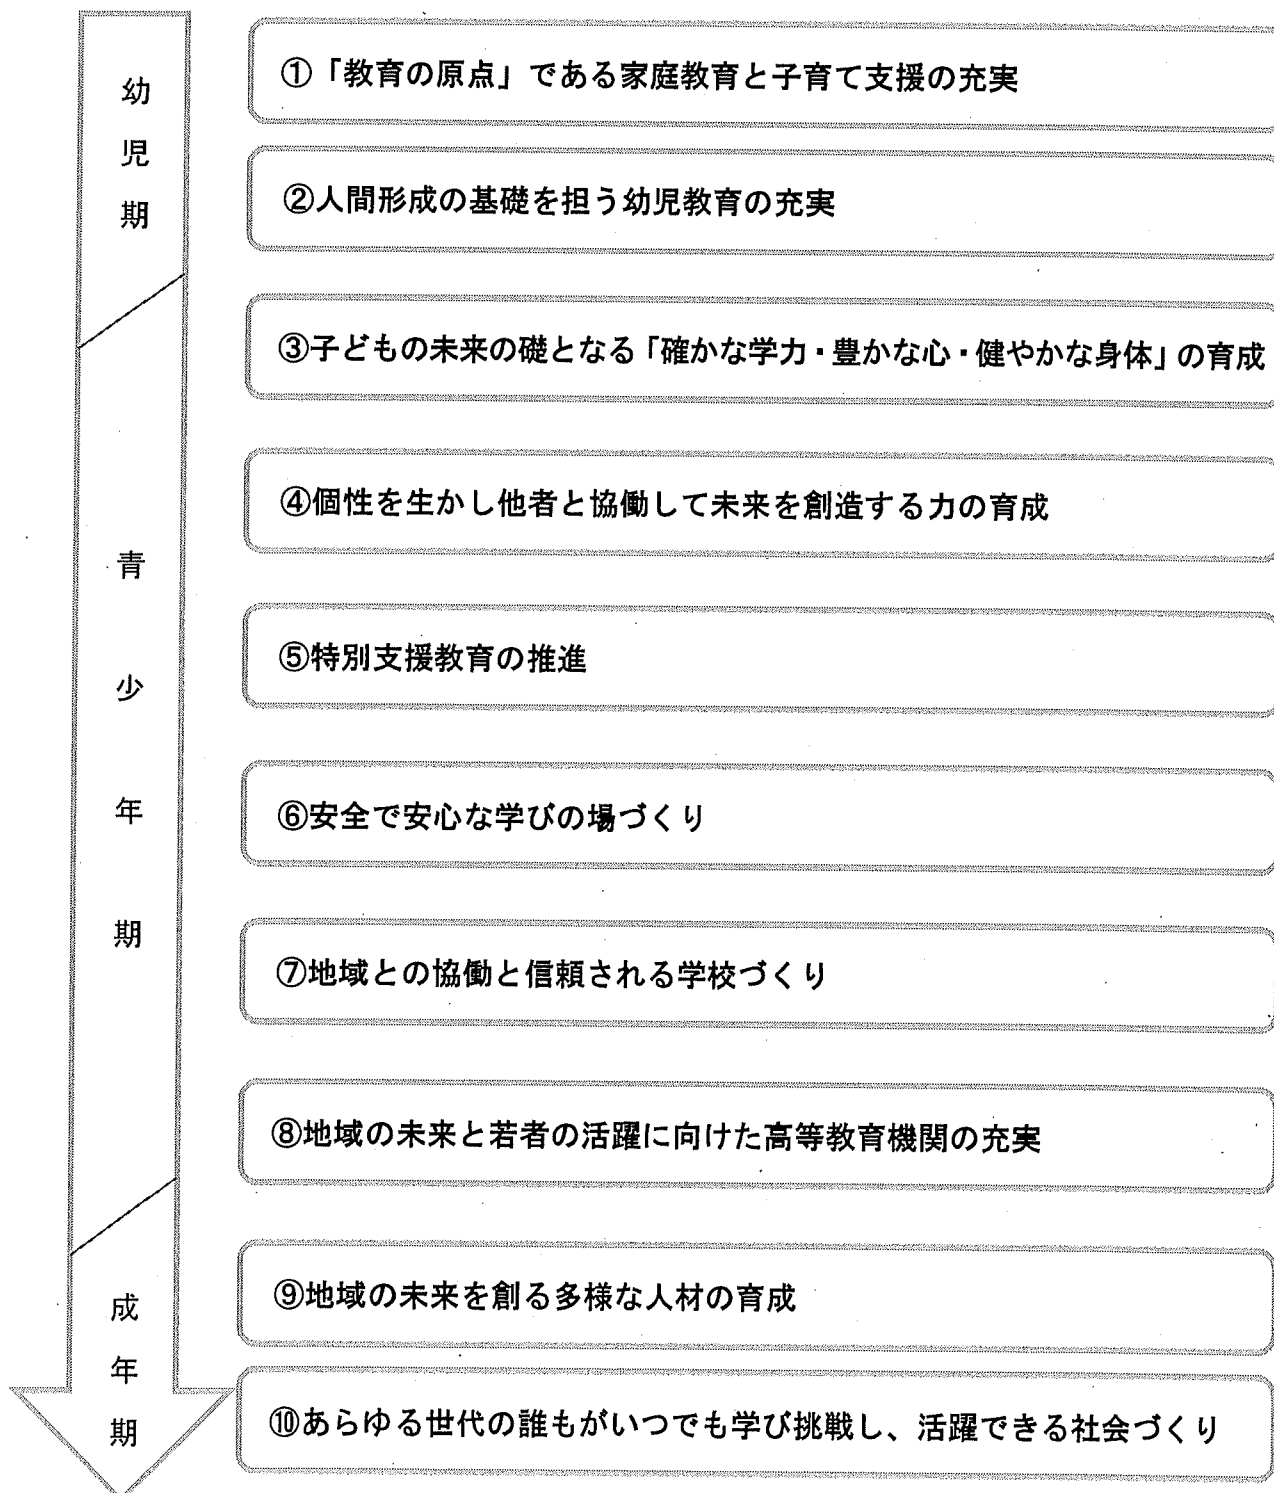 幼児期
①「教育の原点」である家庭教育と子育て支援の充実
②人間形成の基礎を担う幼児教育の充実
青少年期
③子どもの未来の礎となる「確かな学力・豊かな心・健やかな身体」の育成
④個性を生かし他者と協働して未来を創造する力の育成
⑤特別支援教育の推進
⑥安全で安心な学びの場づくり
⑦地域との協働と信頼される学校づくり
⑧地域の未来と若者の活躍に向けた高等教育機関の充実
成年期
⑨地域の未来を創る多様な人材の育成
⑩あらゆる世代の誰もがいつでも学び挑戦し、活躍できる社会づくり